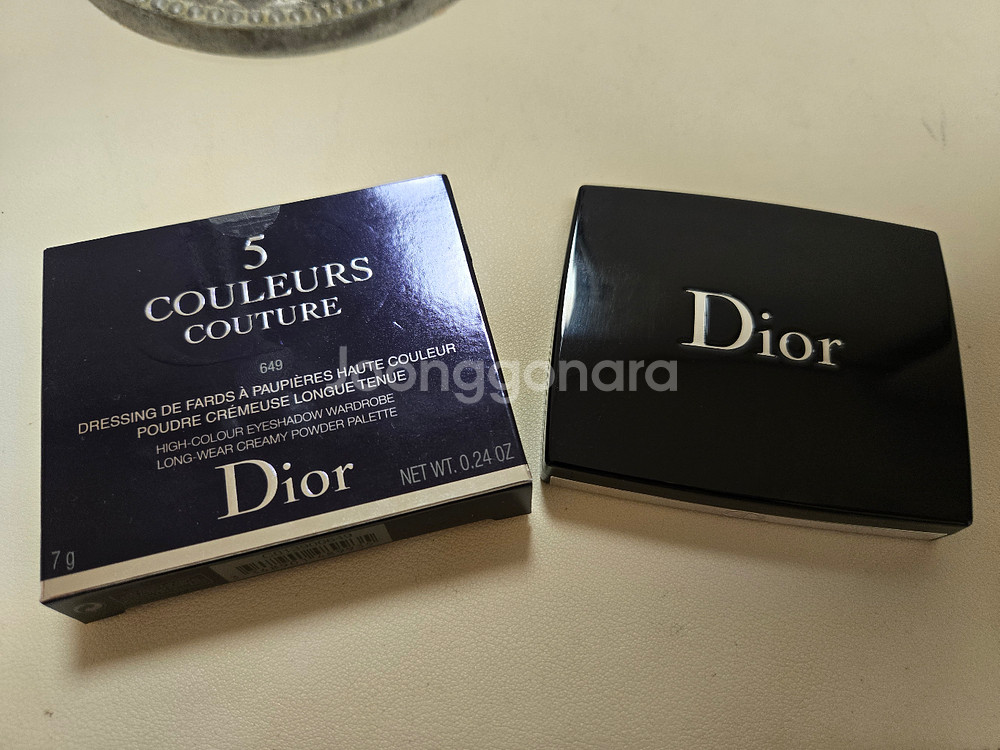 5
COULEURS
COUTURE
649
DRESSING DE FARDS À PAUPIÈRES HAUTE COULEUR
POUDRE CRÉMEUSE LONGUE TENUE
HIGH-COLOUR EYESHADOW WARDROBE
LONG-WEAR CREAMY POWDER PALETTE
Dior
NET WT. 0.24 OZ
7 g
Dior
Joonggonara